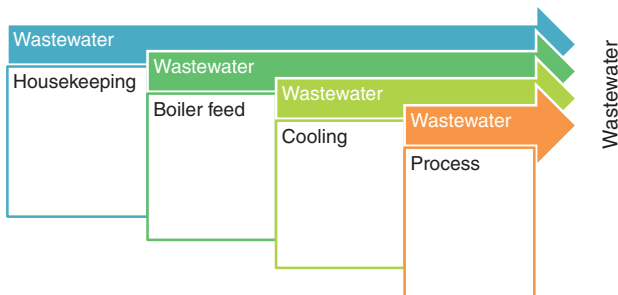 Wastewater
Housekeeping
Wastewater
Boiler feed
Wastewater
Cooling
Wastewater
Process
Wastewater